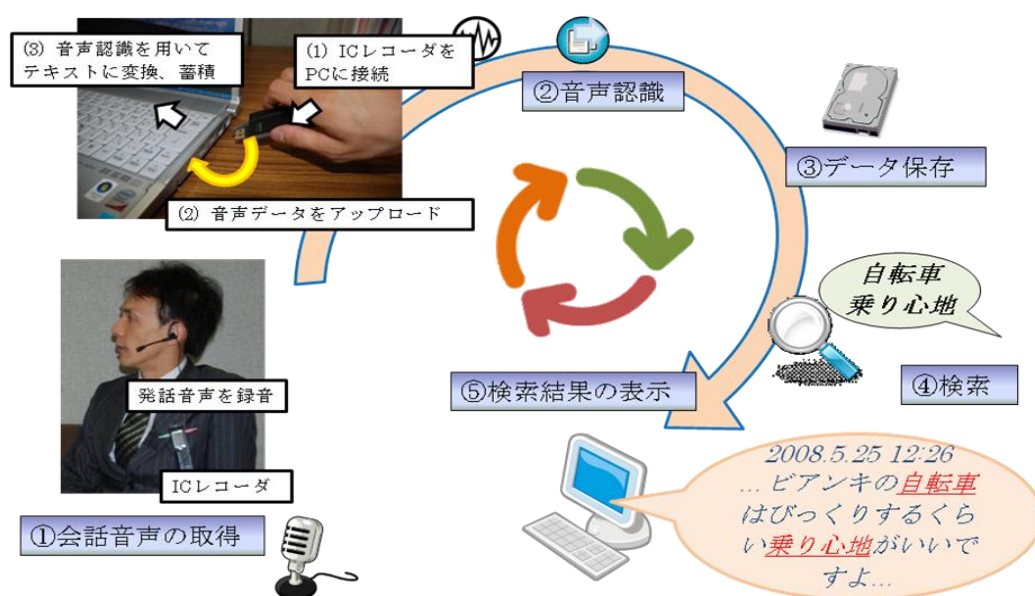 (3) 音声認識を用いて
テキストに変換、蓄積
(1) ICレコーダを
PCに接続
(2) 音声データをアップロード
②音声認識
③データ保存
自転車
乗り心地
④検索
⑤検索結果の表示
発話音声を録音
ICレコーダ
①会話音声の取得
2008.5.25 12:26
… ビアンキの自転車
はびっくりするくら
い乗り心地がいいで
すよ…